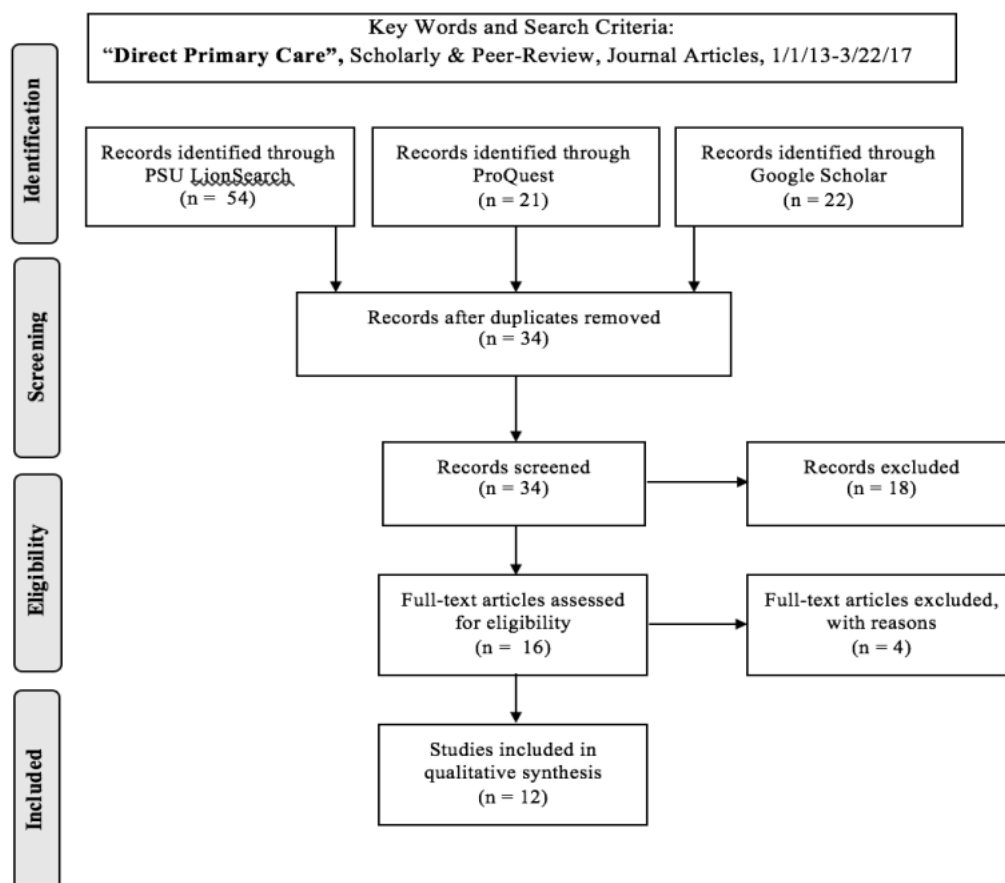 Key Words and Search Criteria:
“Direct Primary Care”, Scholarly & Peer-Review, Journal Articles, 1/1/13-3/22/17
Identification
Records identified through
PSU LionSearch
(n = 54)
Records identified through
ProQuest
(n = 21)
Records identified through
Google Scholar
(n = 22)
Screening
Records after duplicates removed
(n = 34)
Records screened
(n = 34)
Records excluded
(n = 18)
Eligibility
Full-text articles assessed
for eligibility
(n = 16)
Full-text articles excluded,
with reasons
(n = 4)
Included
Studies included in
qualitative synthesis
(n = 12)